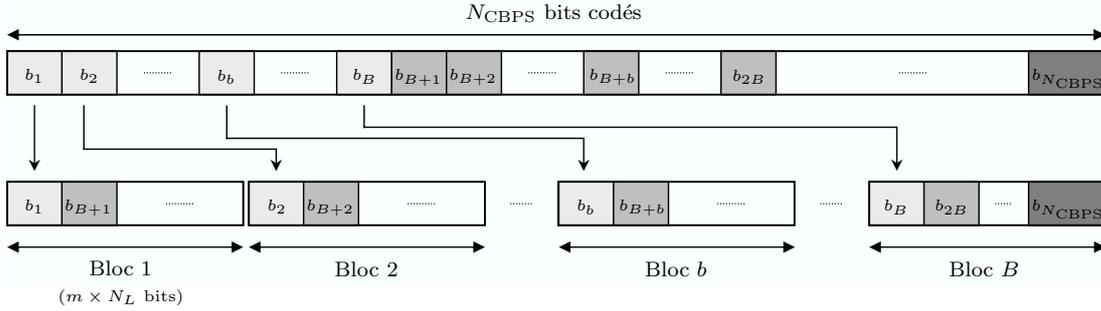 N_CBPS bits codés
b_1 b_2 ......... b_b ......... b_B b_{B+1} b_{B+2} ......... b_{B+b} ......... b_{2B} ......... b_{N_CBPS}
b_1 b_{B+1} ......... b_2 b_{B+2} ......... ........ b_b b_{B+b} ......... ........ b_B b_{2B} ...... b_{N_CBPS}
Bloc 1 Bloc 2 Bloc b Bloc B
(m × N_L bits)